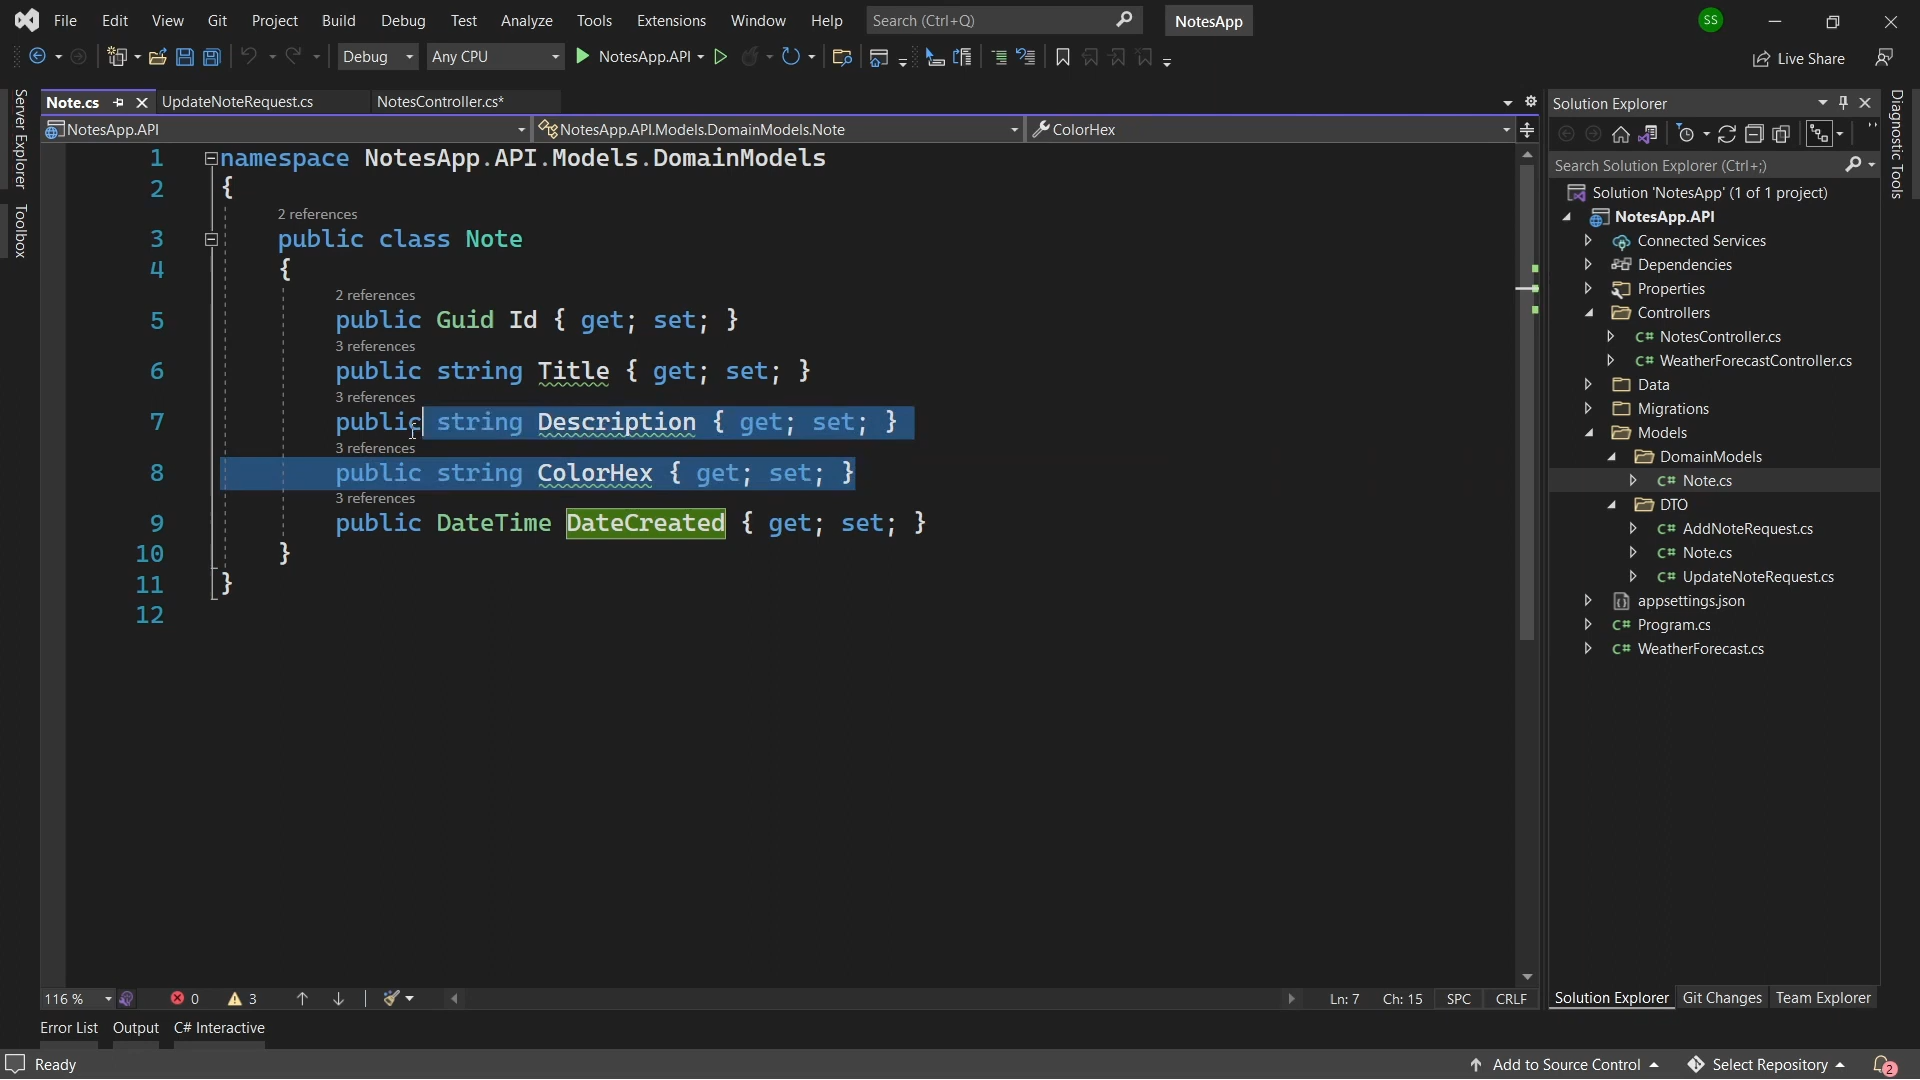 File Edit View Git Project Build Debug Test Analyze Tools Extensions Window Help Search (Ctrl+Q) NotesApp SS
Debug Any CPU NotesApp.API Live Share
Server Explorer
Toolbox
Note.cs UpdateNoteRequest.cs NotesController.cs*
NotesApp.API NotesApp.API.Models.DomainModels.Note ColorHex
1 namespace NotesApp.API.Models.DomainModels
2 {
2 references
3 public class Note
4 {
2 references
5 public Guid Id { get; set; }
3 references
6 public string Title { get; set; }
3 references
7 public string Description { get; set; }
3 references
8 public string ColorHex { get; set; }
3 references
9 public DateTime DateCreated { get; set; }
10 }
11 }
12
116 % 0 3 Ln: 7 Ch: 15 SPC CRLF
Solution Explorer
Search Solution Explorer (Ctrl+;)
Solution 'NotesApp' (1 of 1 project)
NotesApp.API
Connected Services
Dependencies
Properties
Controllers
C# NotesController.cs
C# WeatherForecastController.cs
Data
Migrations
Models
DomainModels
C# Note.cs
DTO
C# AddNoteRequest.cs
C# Note.cs
C# UpdateNoteRequest.cs
appsettings.json
C# Program.cs
C# WeatherForecast.cs
Solution Explorer Git Changes Team Explorer
Diagnostic Tools
Error List Output C# Interactive
Ready Add to Source Control Select Repository 2